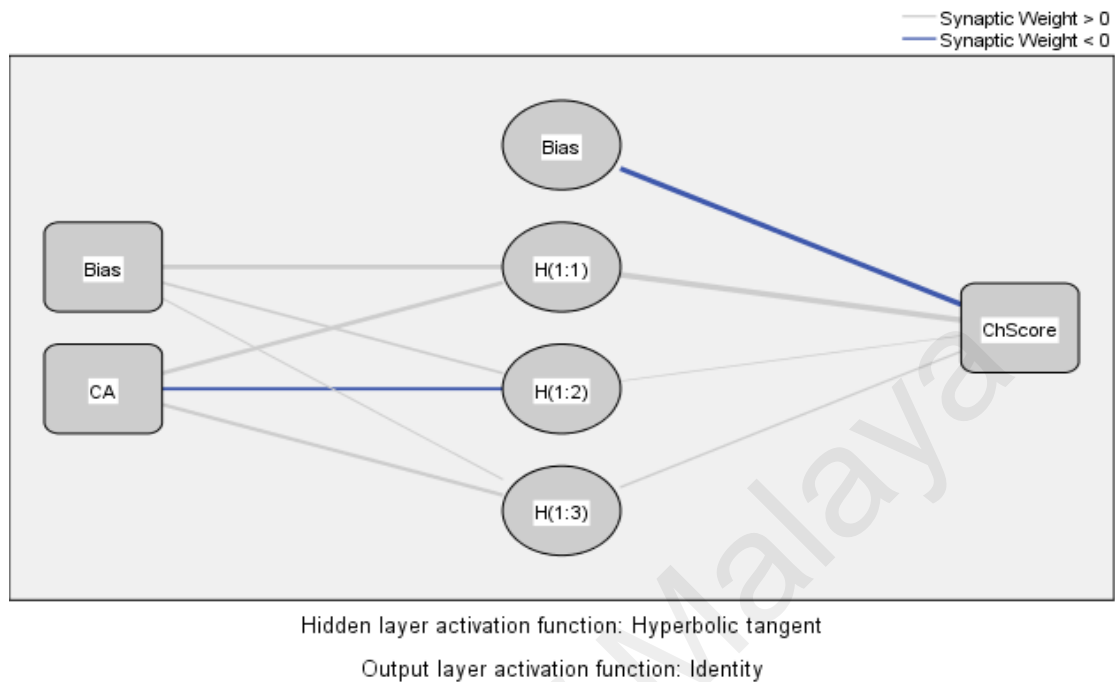 Synaptic Weight > 0
Synaptic Weight < 0
Bias
Bias
H(1:1)
ChScore
CA
H(1:2)
H(1:3)
Malaya
Hidden layer activation function: Hyperbolic tangent
Output layer activation function: Identity